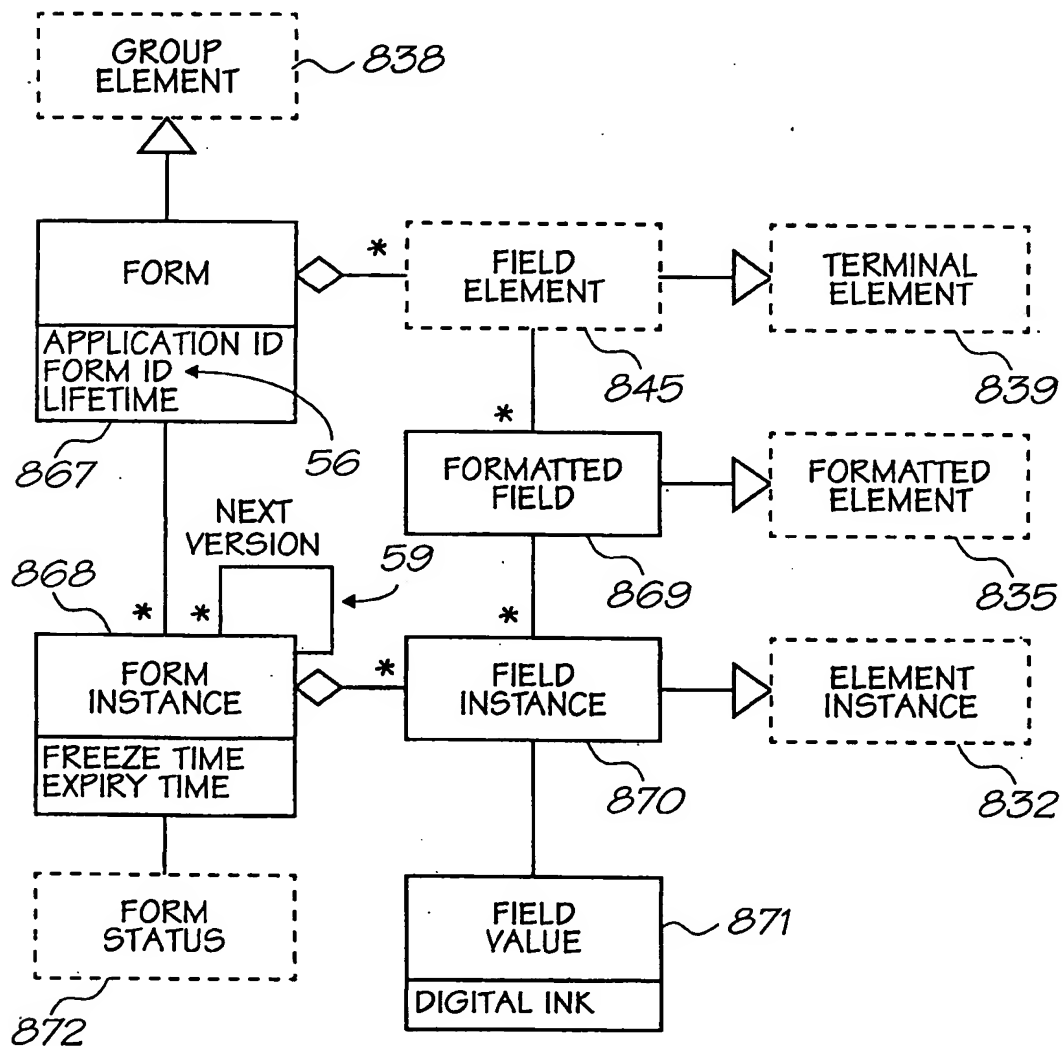 GROUP
ELEMENT
838
FORM
*
FIELD
ELEMENT
TERMINAL
ELEMENT
APPLICATION ID
FORM ID
LIFETIME
845
839
867
56
*
FORMATTED
FIELD
FORMATTED
ELEMENT
NEXT
VERSION
59
868
869
835
*
*
*
FORM
INSTANCE
*
FIELD
INSTANCE
ELEMENT
INSTANCE
FREEZE TIME
EXPIRY TIME
870
832
FORM
STATUS
FIELD
VALUE
871
DIGITAL INK
872